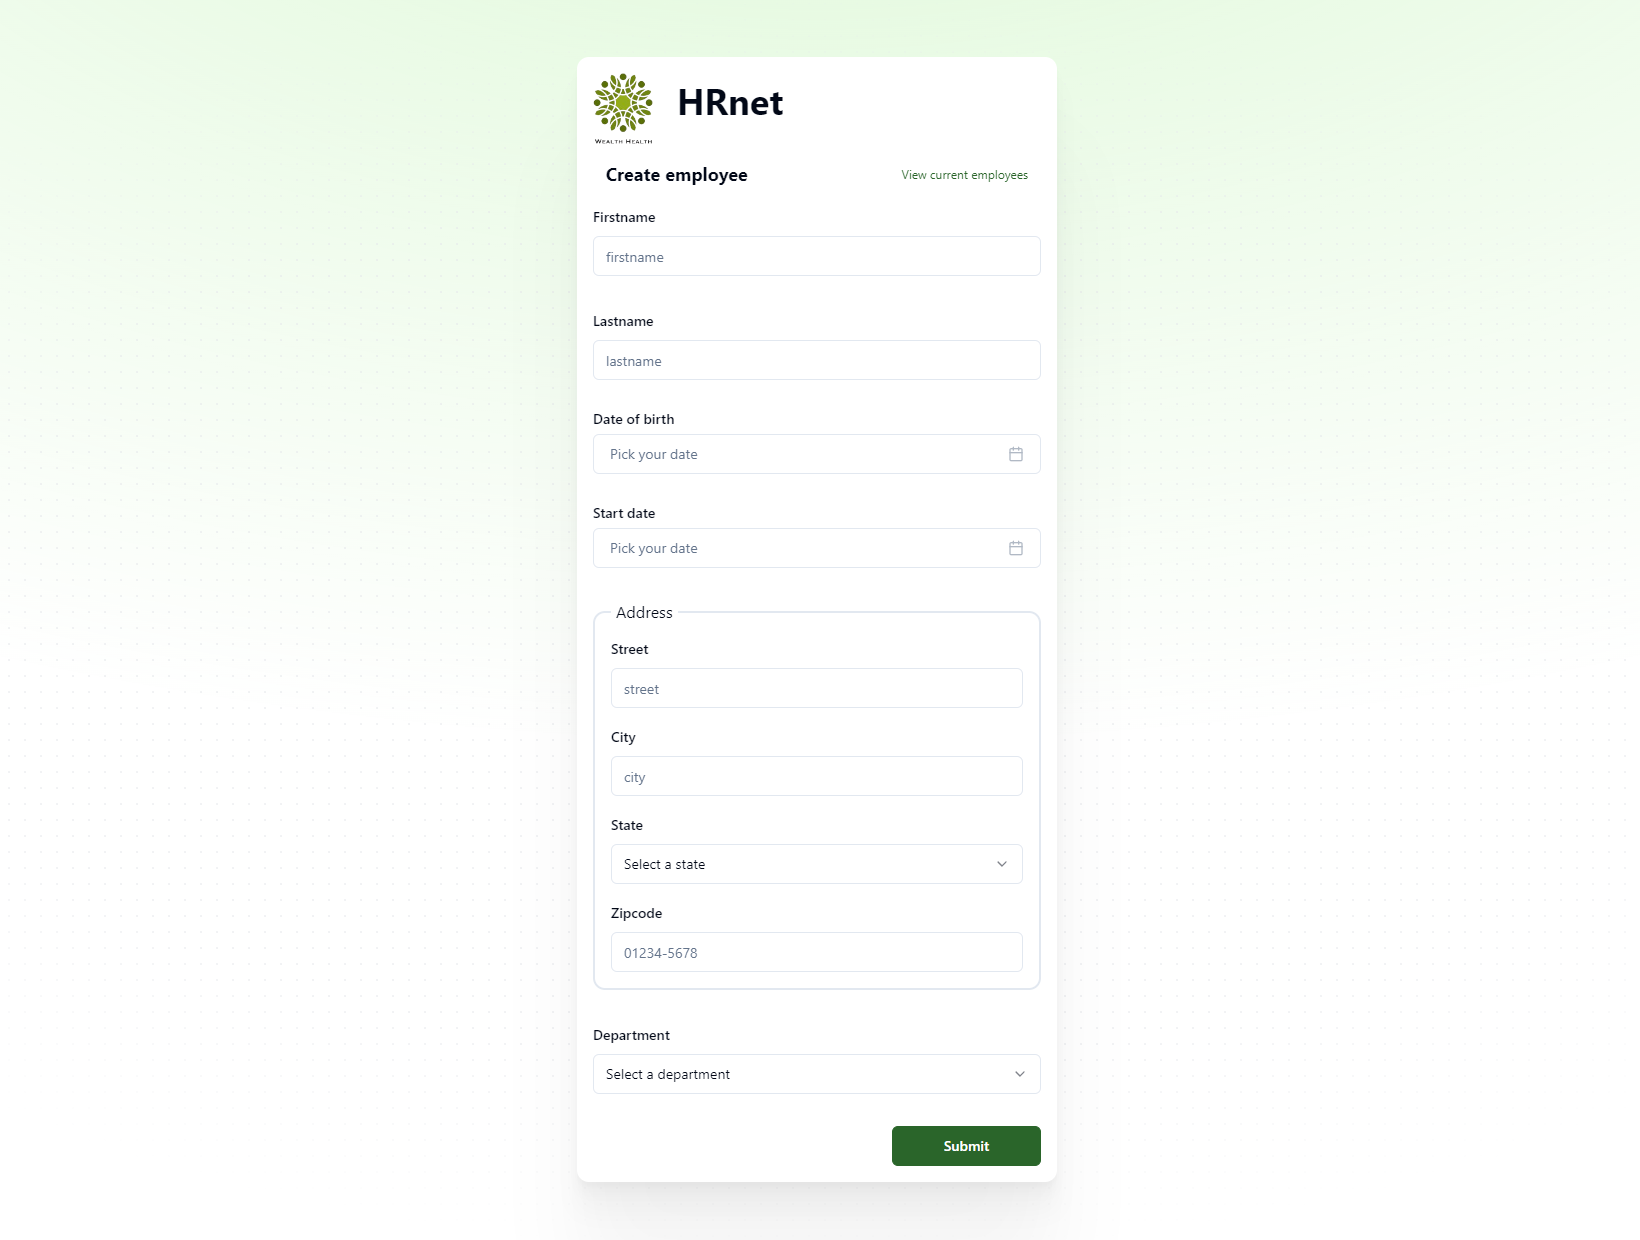 HRnet
WEALTH HEALTH
Create employee
View current employees
Firstname
firstname
Lastname
lastname
Date of birth
Pick your date
Start date
Pick your date
Address
Street
street
City
city
State
Select a state
Zipcode
01234-5678
Department
Select a department
Submit